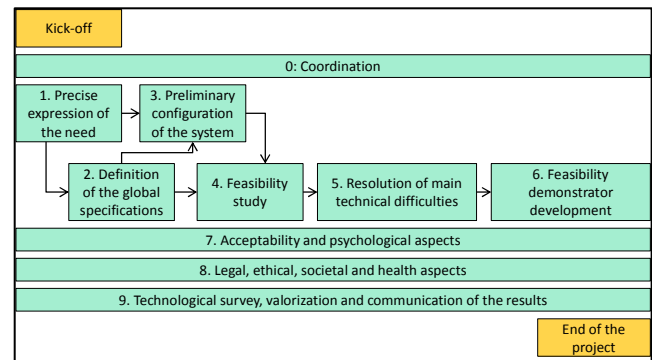 Kick-off
0: Coordination
1. Precise
expression of
the need
3. Preliminary
configuration
of the system
2. Definition
of the global
specifications
4. Feasibility
study
5. Resolution of main
technical difficulties
6. Feasibility
demonstrator
development
7. Acceptability and psychological aspects
8. Legal, ethical, societal and health aspects
9. Technological survey, valorization and communication of the results
End of the
project